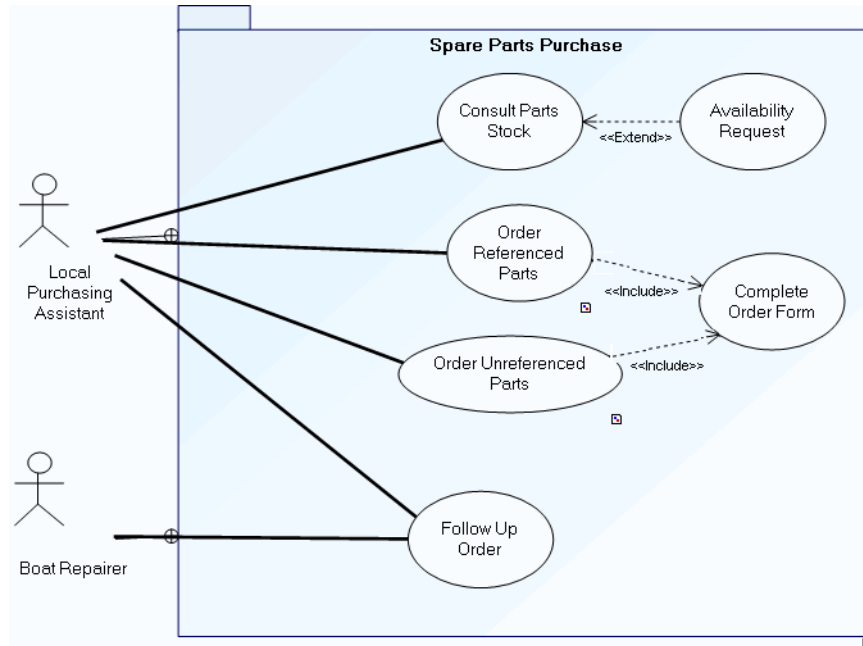 Spare Parts Purchase
Consult Parts
Stock
<<Extend>>
Availability
Request
Local
Purchasing
Assistant
Order
Referenced
Parts
<<Include>>
Complete
Order Form
Order Unreferenced
Parts
<<Include>>
Boat Repairer
Follow Up
Order